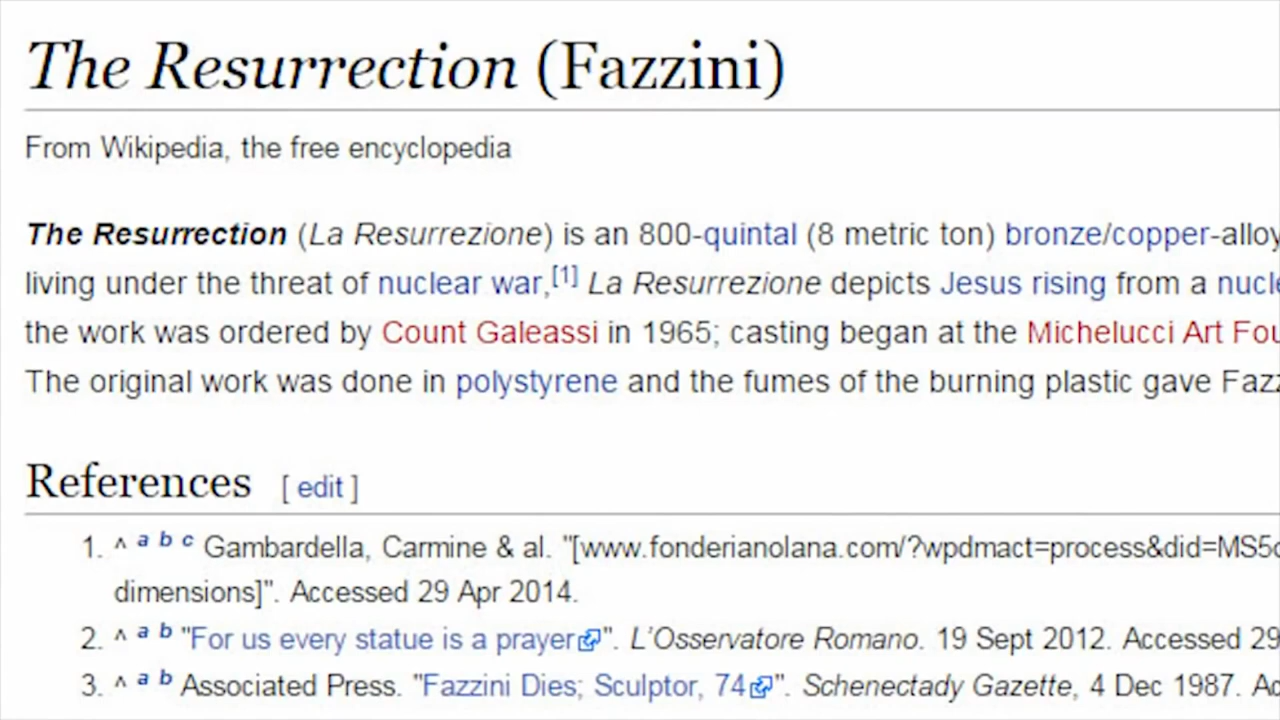 The Resurrection (Fazzini)
From Wikipedia, the free encyclopedia
The Resurrection (La Resurrezione) is an 800-quintal (8 metric ton) bronze/copper-alloy
living under the threat of nuclear war,[1] La Resurrezione depicts Jesus rising from a
the work was ordered by Count Galeassi in 1965; casting began at the Michelucci Art
The original work was done in polystyrene and the fumes of the burning plastic gave
References [ edit ]
1. ^ a b c Gambardella, Carmine & al. "[www.fonderianolana.com/?wpdmact=process&did=MS5
dimensions]". Accessed 29 Apr 2014.
2. ^ a b "For us every statue is a prayer". L'Osservatore Romano. 19 Sept 2012. Accessed 29
3. ^ a b Associated Press. "Fazzini Dies; Sculptor, 74". Schenectady Gazette, 4 Dec 1987.